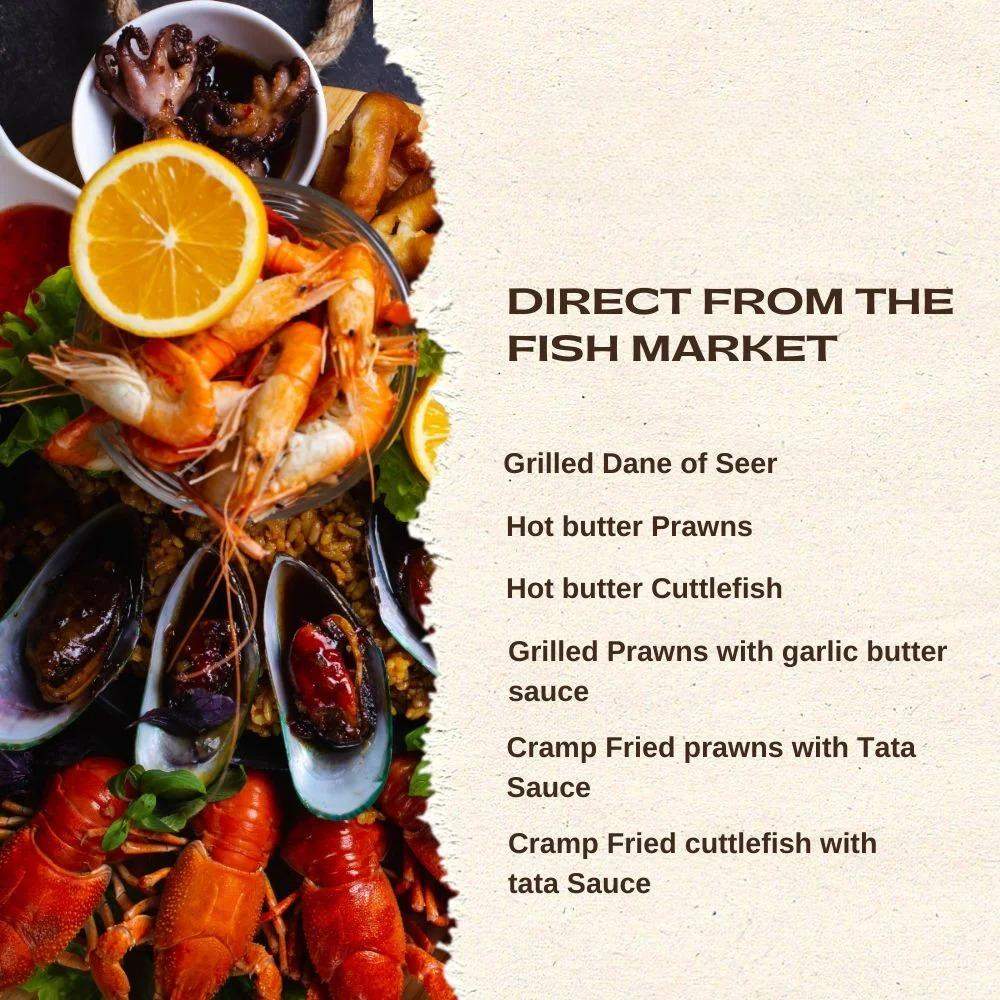 DIRECT FROM THE
FISH MARKET
Grilled Dane of Seer
Hot butter Prawns
Hot butter Cuttlefish
Grilled Prawns with garlic butter
sauce
Cramp Fried prawns with Tata
Sauce
Cramp Fried cuttlefish with
tata Sauce